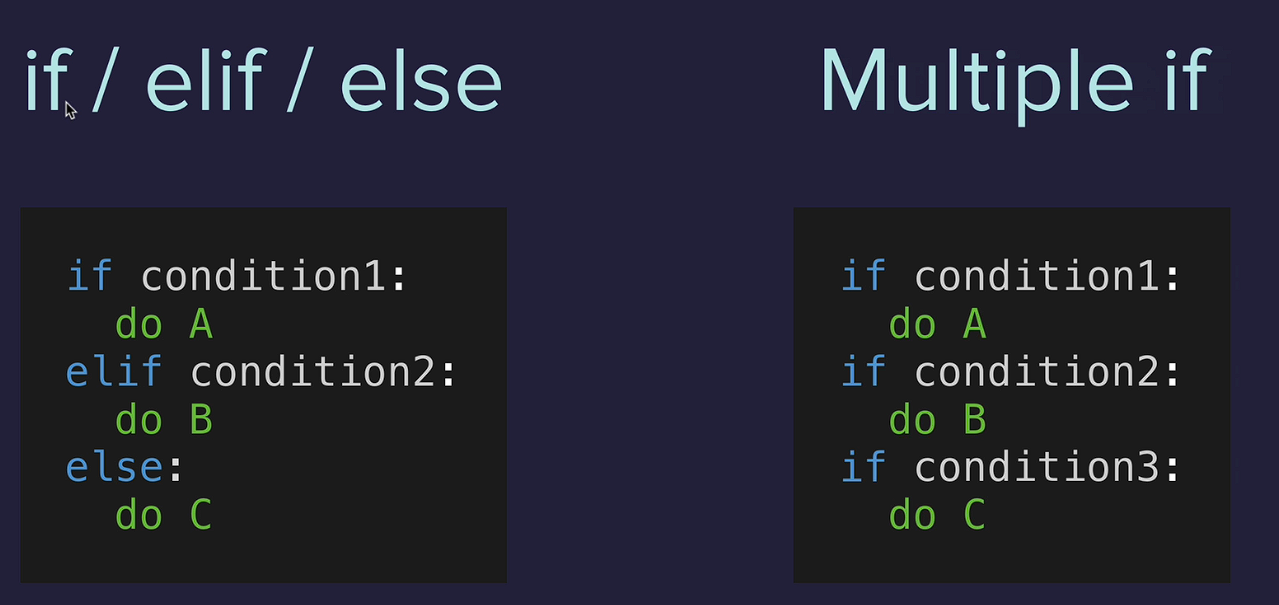 if / elif / else
if condition1:
  do A
elif condition2:
  do B
else:
  do C
Multiple if
if condition1:
  do A
if condition2:
  do B
if condition3:
  do C